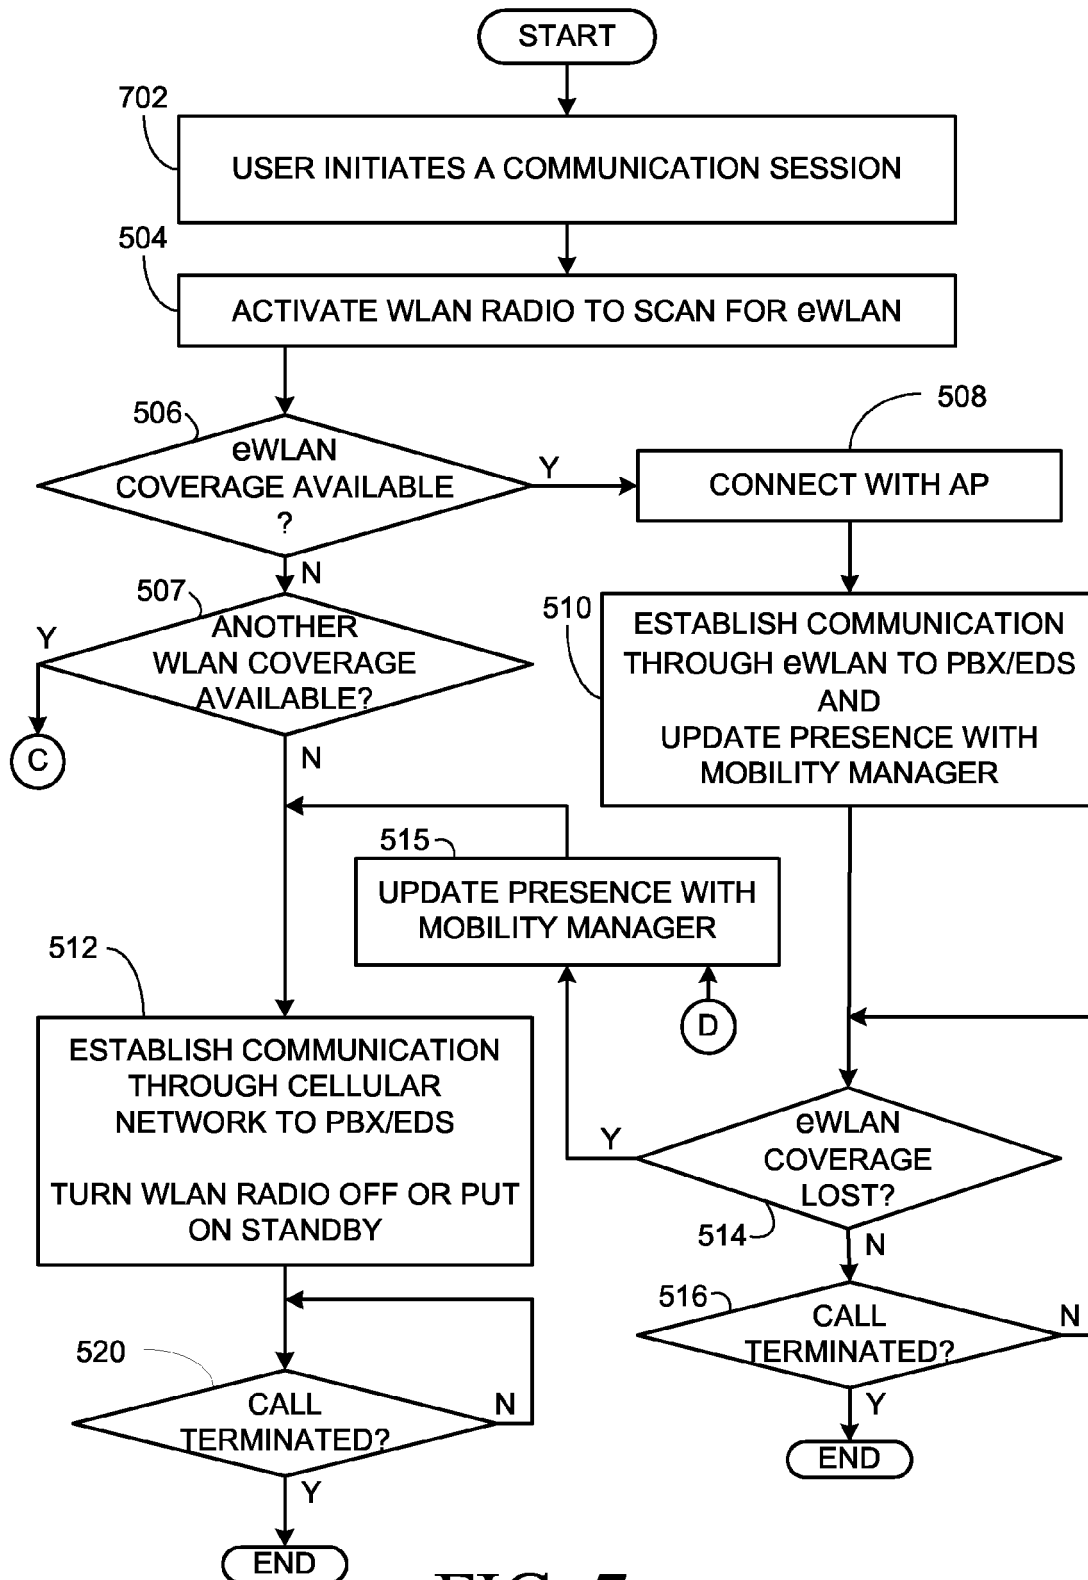 START
702
USER INITIATES A COMMUNICATION SESSION
504
ACTIVATE WLAN RADIO TO SCAN FOR eWLAN
506
eWLAN
COVERAGE AVAILABLE
?
Y
508
CONNECT WITH AP
N
507
ANOTHER
WLAN COVERAGE
AVAILABLE?
Y
C
N
510
ESTABLISH COMMUNICATION
THROUGH eWLAN TO PBX/EDS
AND
UPDATE PRESENCE WITH
MOBILITY MANAGER
515
UPDATE PRESENCE WITH
MOBILITY MANAGER
D
512
ESTABLISH COMMUNICATION
THROUGH CELLULAR
NETWORK TO PBX/EDS
TURN WLAN RADIO OFF OR PUT
ON STANDBY
Y
eWLAN
COVERAGE
LOST?
514
N
516
CALL
TERMINATED?
N
Y
END
520
CALL
TERMINATED?
N
Y
END